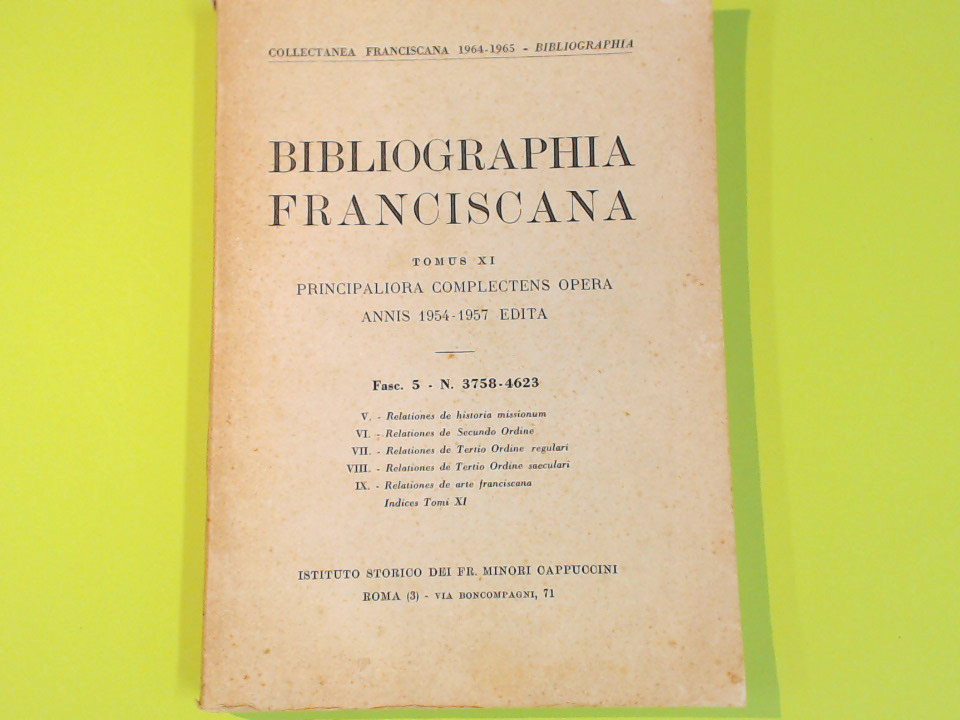 COLLECTANEA FRANCISCANA 1964-1965 - BIBLIOGRAPHIA
BIBLIOGRAPHIA
FRANCISCANA
TOMUS XI
PRINCIPALIORA COMPLECTENS OPERA
ANNIS 1954-1957 EDITA
Fasc. 5 - N. 3758-4623
V. - Relationes de historia missionum
VI. - Relationes de Secundo Ordine
VII. - Relationes de Tertio Ordine regulari
VIII. - Relationes de Tertio Ordine saeculari
IX. - Relationes de arte franciscana
Indices Tomi XI
ISTITUTO STORICO DEI FR. MINORI CAPPUCCINI
ROMA (3) - VIA BONCOMPAGNI, 71